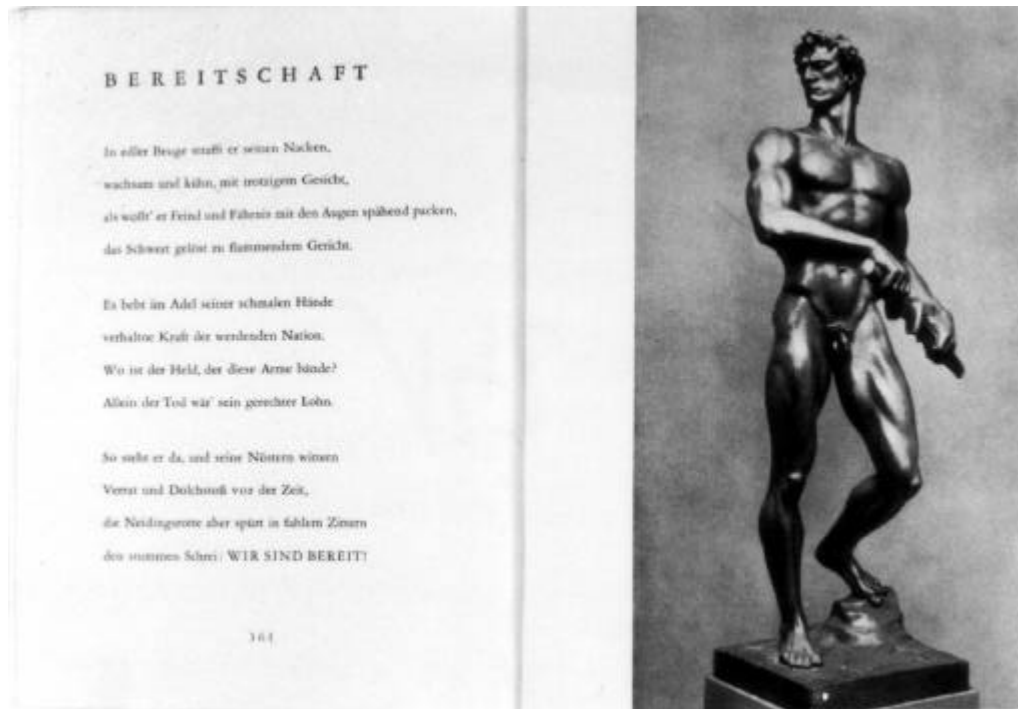 BEREITSCHAFT
In edler Beuge strafft er seinen Nacken,
wachsam und kühn, mit trotzigem Gesicht,
als wollt' er Feind und Fährnis mit den Augen spähend packen,
das Schwert gelöst zu flammendem Gericht.
Es bebt im Adel seiner schmalen Hände
verhaltne Kraft der werdenden Nation.
Wo ist der Held, der diese Arme bände?
Allein der Tod wär' sein gerechter Lohn.
So steht er da, und seine Nüstern wittern
Verrat und Dolchstoß vor der Zeit,
die Neidingsrotte aber spürt in fahlem Zittern
den stummen Schrei: WIR SIND BEREIT!